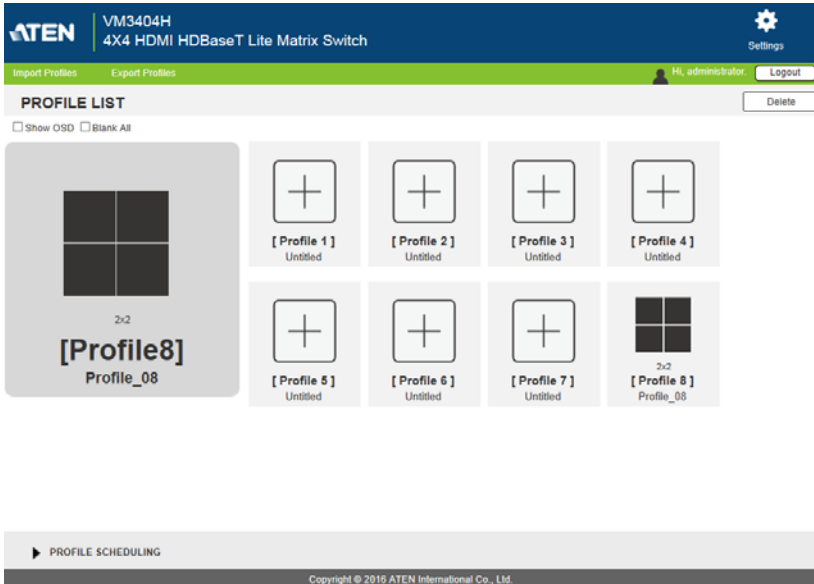 ATEN
VM3404H
4X4 HDMI HDBaseT Lite Matrix Switch
Settings
Import Profiles
Export Profiles
Hi, administrator.
Logout
PROFILE LIST
Delete
Show OSD
Blank All
2x2
[Profile8]
Profile_08
[ Profile 1 ]
Untitled
[ Profile 2 ]
Untitled
[ Profile 3 ]
Untitled
[ Profile 4 ]
Untitled
[ Profile 5 ]
Untitled
[ Profile 6 ]
Untitled
[ Profile 7 ]
Untitled
2x2
[ Profile 8 ]
Profile_08
PROFILE SCHEDULING
Copyright © 2016 ATEN International Co., Ltd.